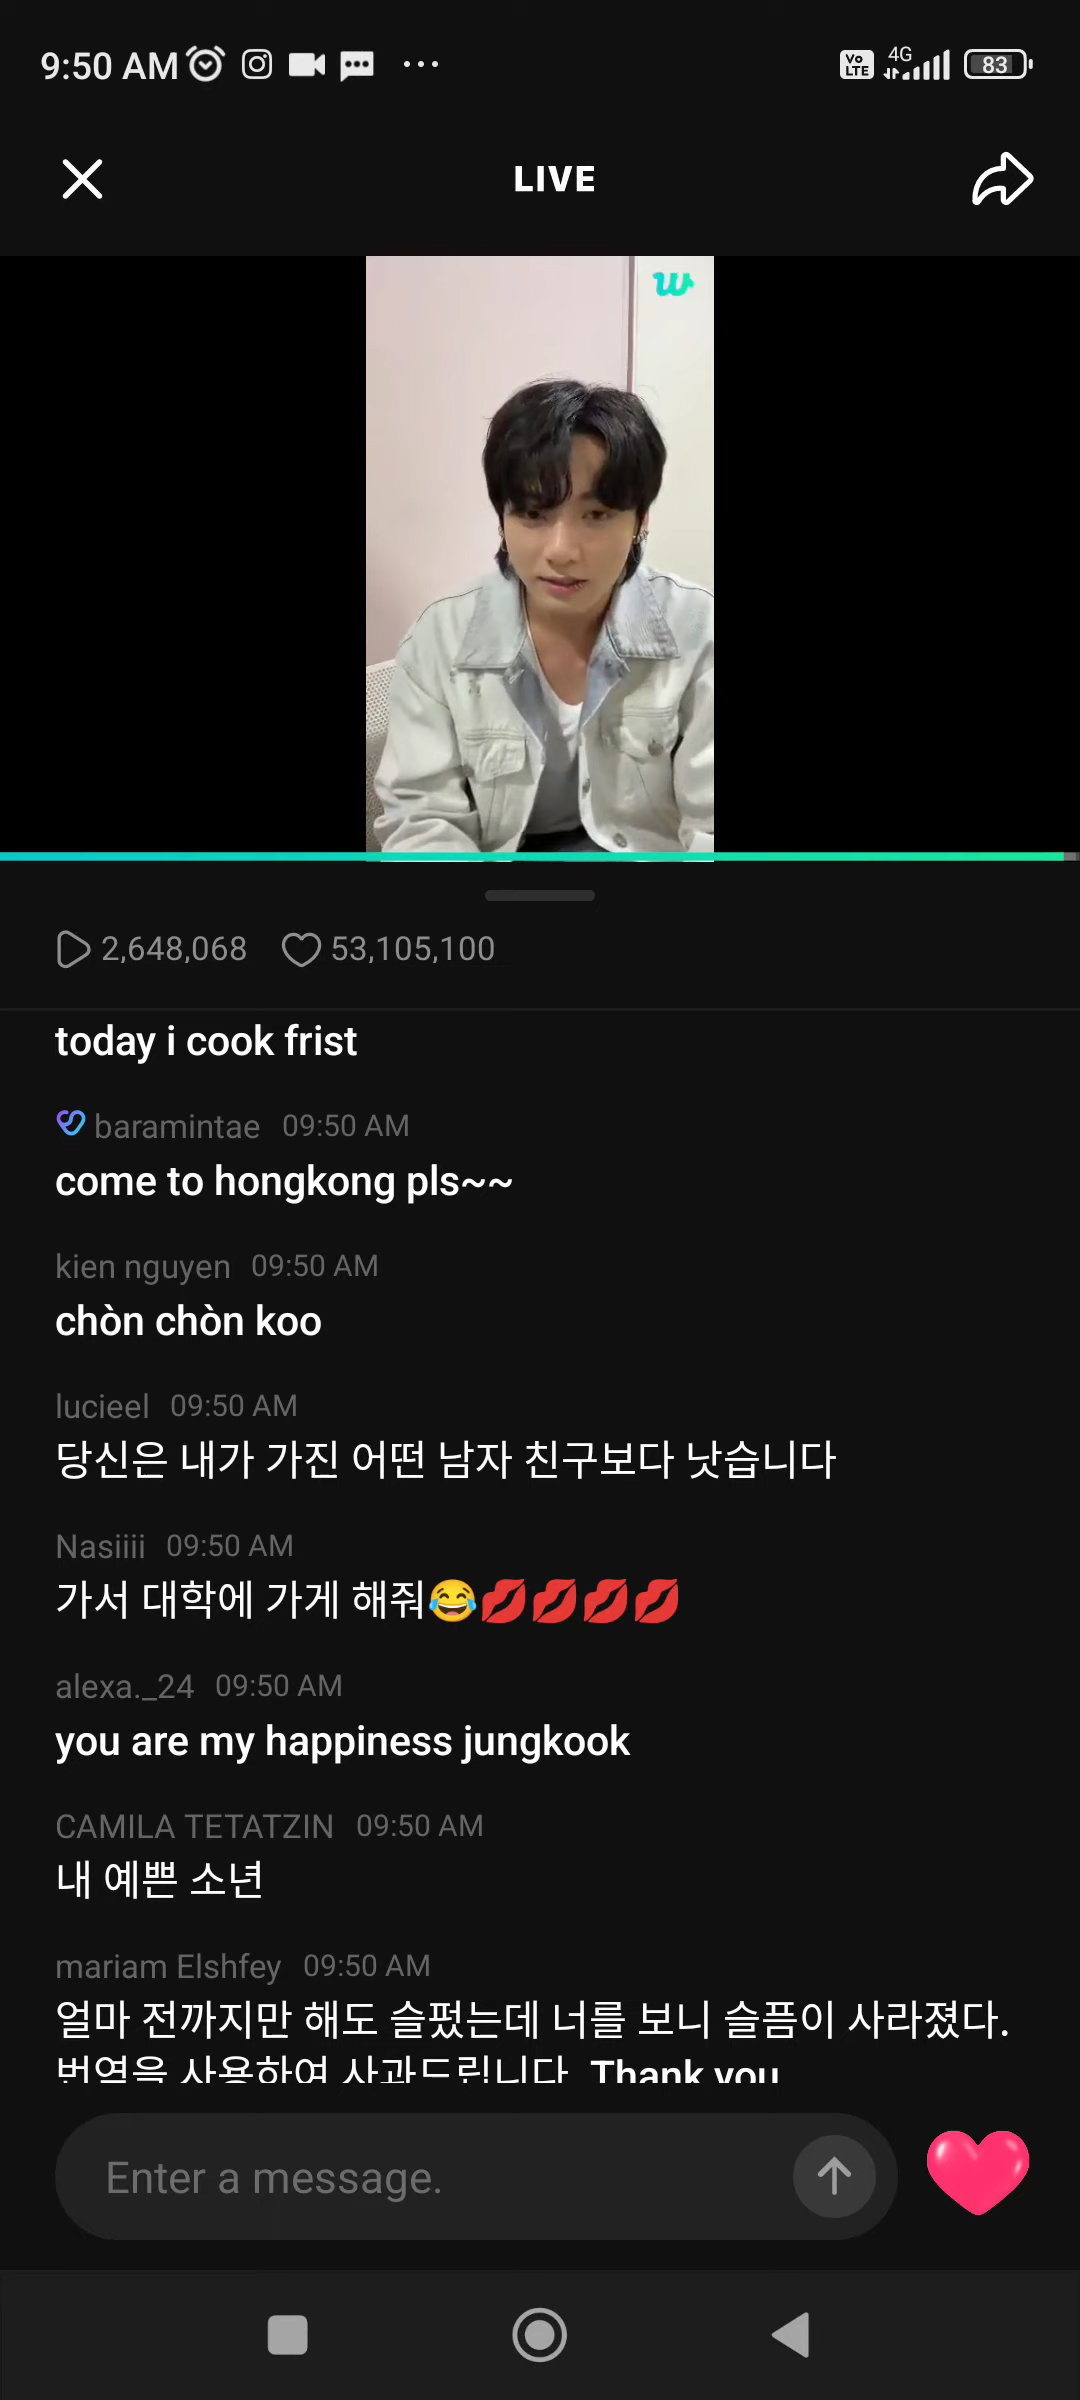 9:50 AM
Vo LTE
4G
83
LIVE
2,648,068
53,105,100
today i cook frist
baramintae 09:50 AM
come to hongkong pls~~
kien nguyen 09:50 AM
chòn chòn koo
lucieel 09:50 AM
당신은 내가 가진 어떤 남자 친구보다 낫습니다
Nasiiii 09:50 AM
가서 대학에 가게 해줘😂💋💋💋💋
alexa._24 09:50 AM
you are my happiness jungkook
CAMILA TETATZIN 09:50 AM
내 예쁜 소년
mariam Elshfey 09:50 AM
얼마 전까지만 해도 슬펐는데 너를 보니 슬픔이 사라졌다.
번역을 사용하여 사과드립니다. Thank you
Enter a message.